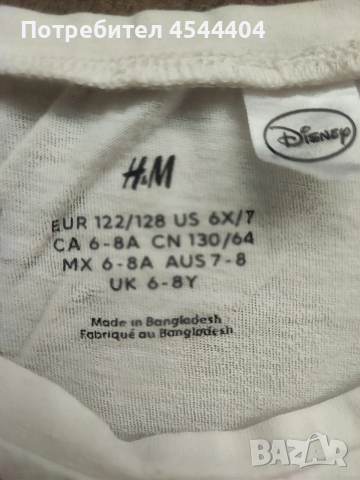 Потребител 4544404
Disney
H&M
EUR 122/128 US 6X/7
CA 6-8A CN 130/64
MX 6-8A AUS 7-8
UK 6-8Y
Made in Bangladesh
Fabriqué au Bangladesh
BAZAR